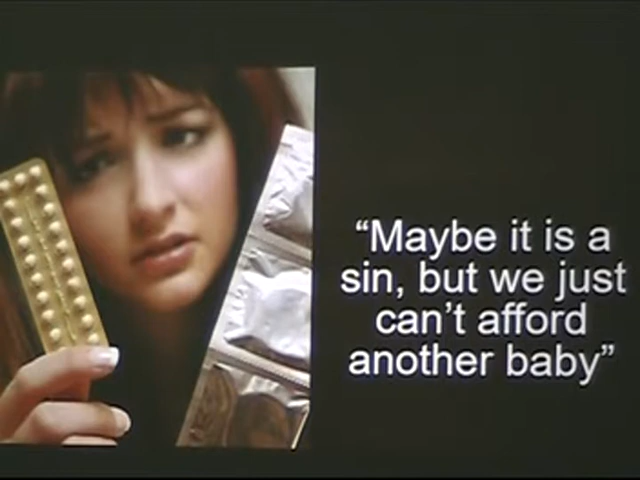 “Maybe it is a
sin, but we just
can’t afford
another baby”